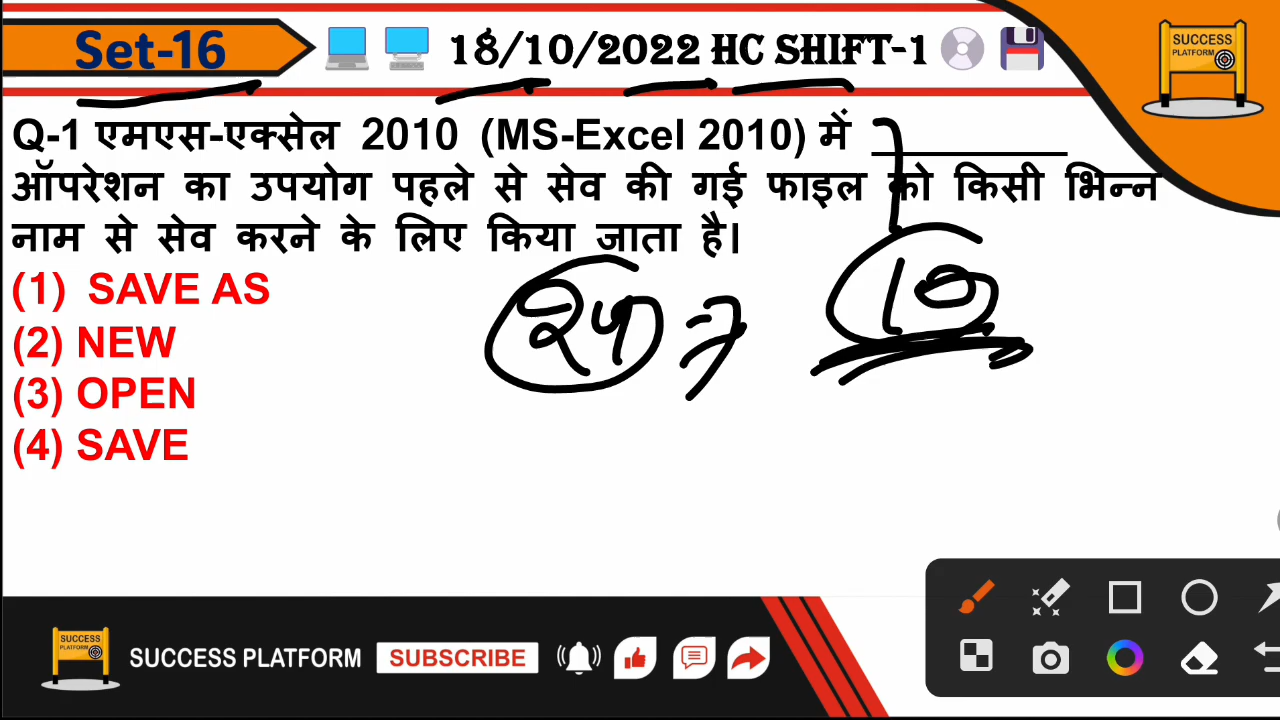 Set-16
18/10/2022 HC SHIFT-1
SUCCESS
PLATFORM
Q-1 एमएस-एक्सेल 2010 (MS-Excel 2010) में ___________
ऑपरेशन का उपयोग पहले से सेव की गई फाइल को किसी भिन्न
नाम से सेव करने के लिए किया जाता है।
(1) SAVE AS
(2) NEW
(3) OPEN
(4) SAVE
10
SUCCESS
PLATFORM
SUCCESS PLATFORM
SUBSCRIBE